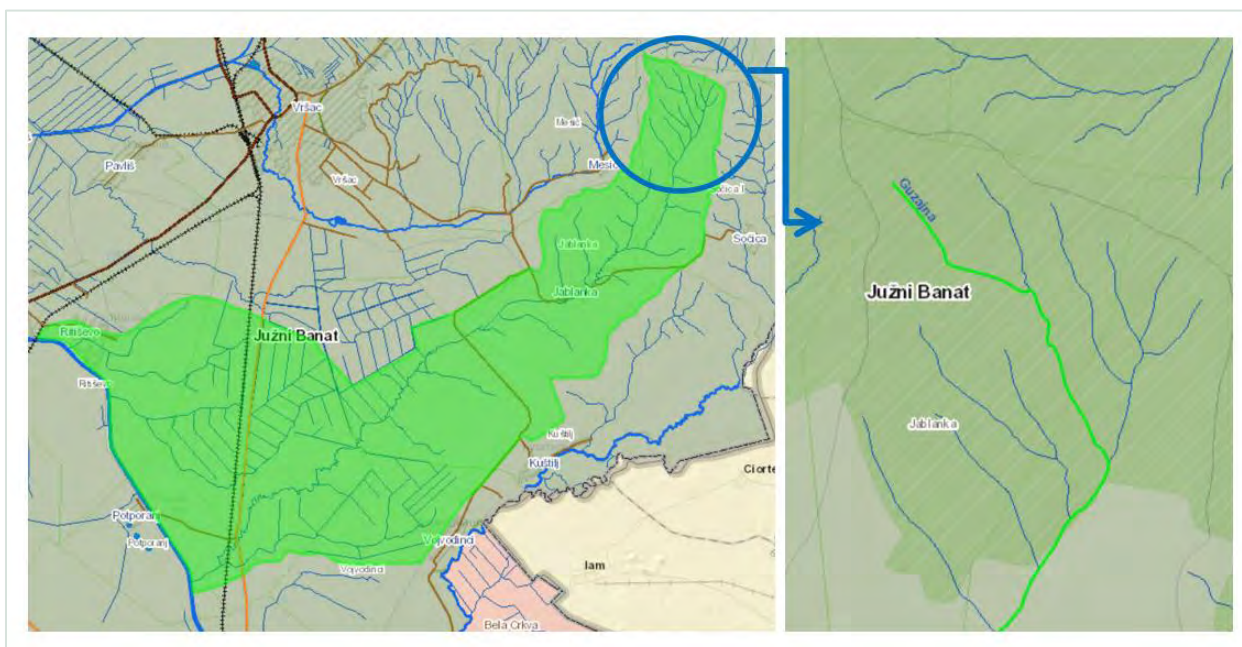 Vršac
Mesić
Pavliš
Vršac
Mesić
Sočica
Jablanka
Jablanka
Ritiševo
Južni Banat
Ritiševo
Kuštilj
Kuštilj
Ciorte
Potporanj
Potporanj
Vojvodinci
Vojvodinci
Iam
Bela Crkva
Guzajna
Južni Banat
Jablanka